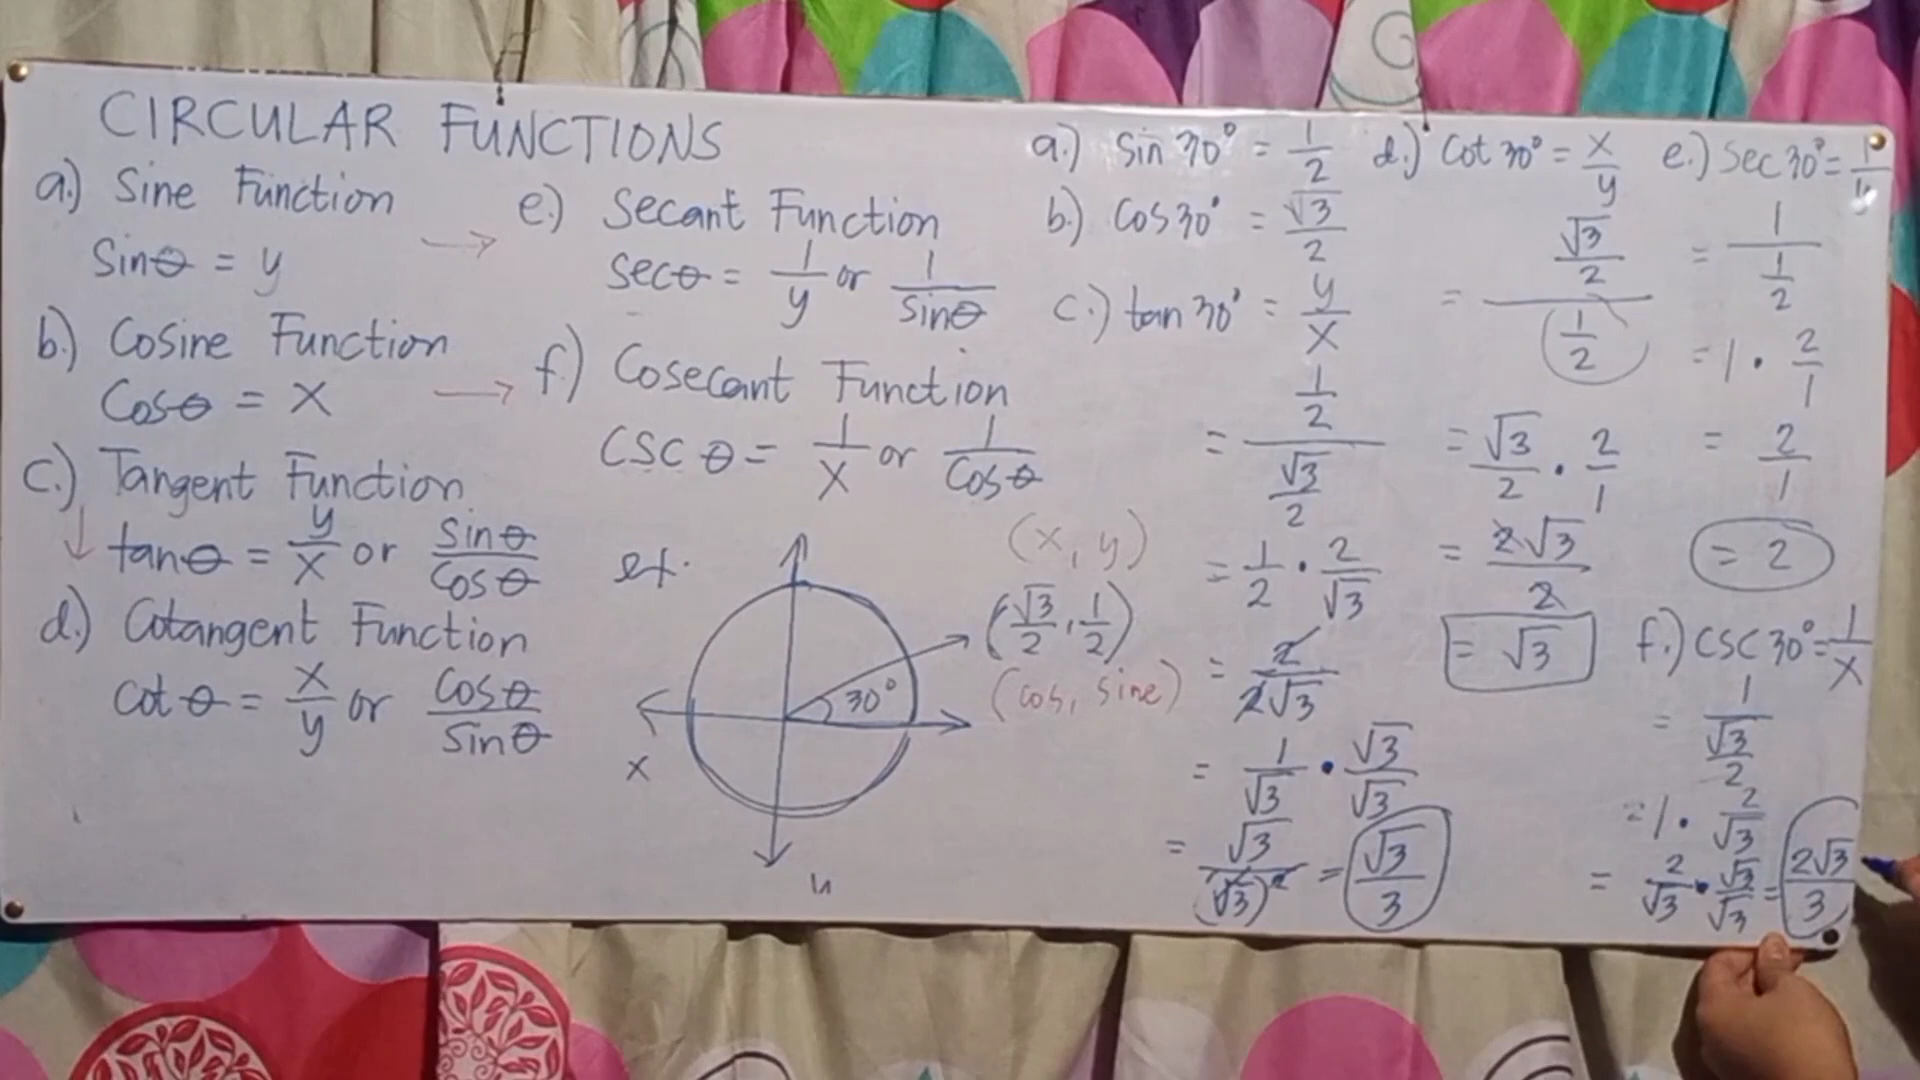 CIRCULAR FUNCTIONS
a.) Sine Function
Sinθ = y
b.) Cosine Function
Cosθ = x
c.) Tangent Function
tanθ = y/x or Sinθ/Cosθ
d.) Cotangent Function
Cot θ = x/y or Cosθ/Sinθ
e.) Secant Function
Secθ = 1/y or 1/Sinθ
f.) Cosecant Function
CSC θ = 1/x or 1/Cosθ
ex.
(x, y)
(√3/2, 1/2)
(Cos, Sine)
30°
x
y
a.) Sin 30° = 1/2
b.) Cos 30° = √3/2
c.) tan 30° = y/x
= 1/2 / √3/2
= 1/2 · 2/√3
= 2/2√3
= 1/√3 · √3/√3
= √3/(√3)² = √3/3
d.) Cot 30° = x/y
= √3/2 / 1/2
= √3/2 · 2/1
= 2√3/2
= √3
e.) Sec 30° = 1/y
= 1 / 1/2
= 1 · 2/1
= 2/1
= 2
f.) CSC 30° = 1/x
= 1 / √3/2
= 1 · 2/√3
= 2/√3 · √3/√3 = 2√3/3